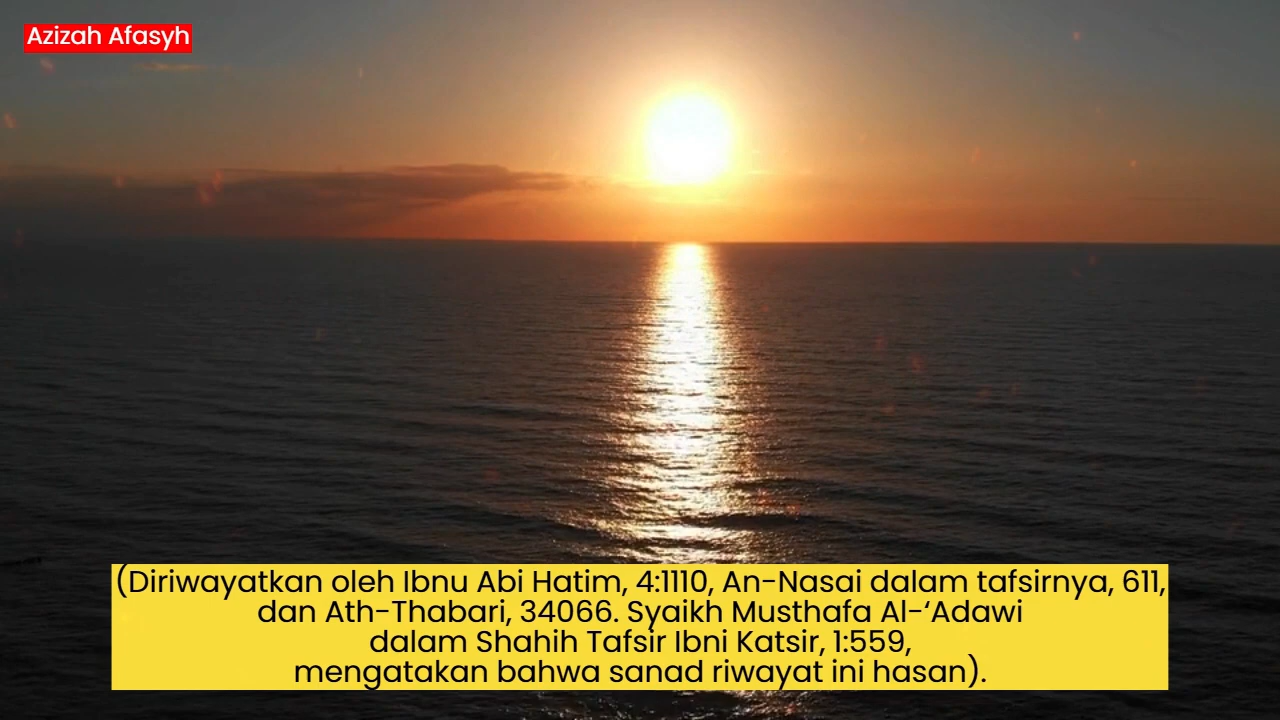 Azizah Afasyh
(Diriwayatkan oleh Ibnu Abi Hatim, 4:1110, An-Nasai dalam tafsirnya, 611,
dan Ath-Thabari, 34066. Syaikh Musthafa Al-‘Adawi
dalam Shahih Tafsir Ibni Katsir, 1:559,
mengatakan bahwa sanad riwayat ini hasan).